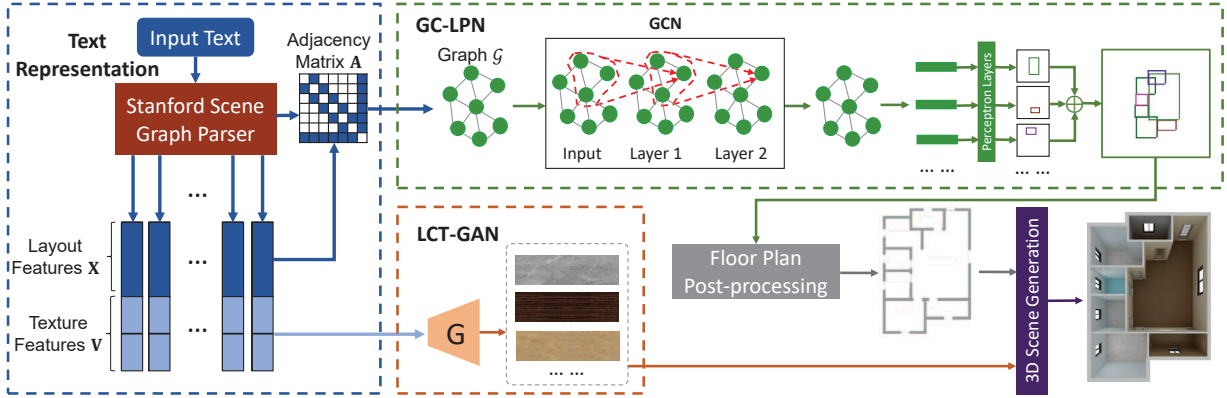 Text
Representation
Input Text
Stanford Scene
Graph Parser
Adjacency
Matrix A
...
Layout
Features X
...
Texture
Features V
...
GC-LPN
Graph 𝒢
GCN
Input
Layer 1
Layer 2
Perceptron Layers
... ...
... ...
LCT-GAN
G
... ...
Floor Plan
Post-processing
3D Scene Generation